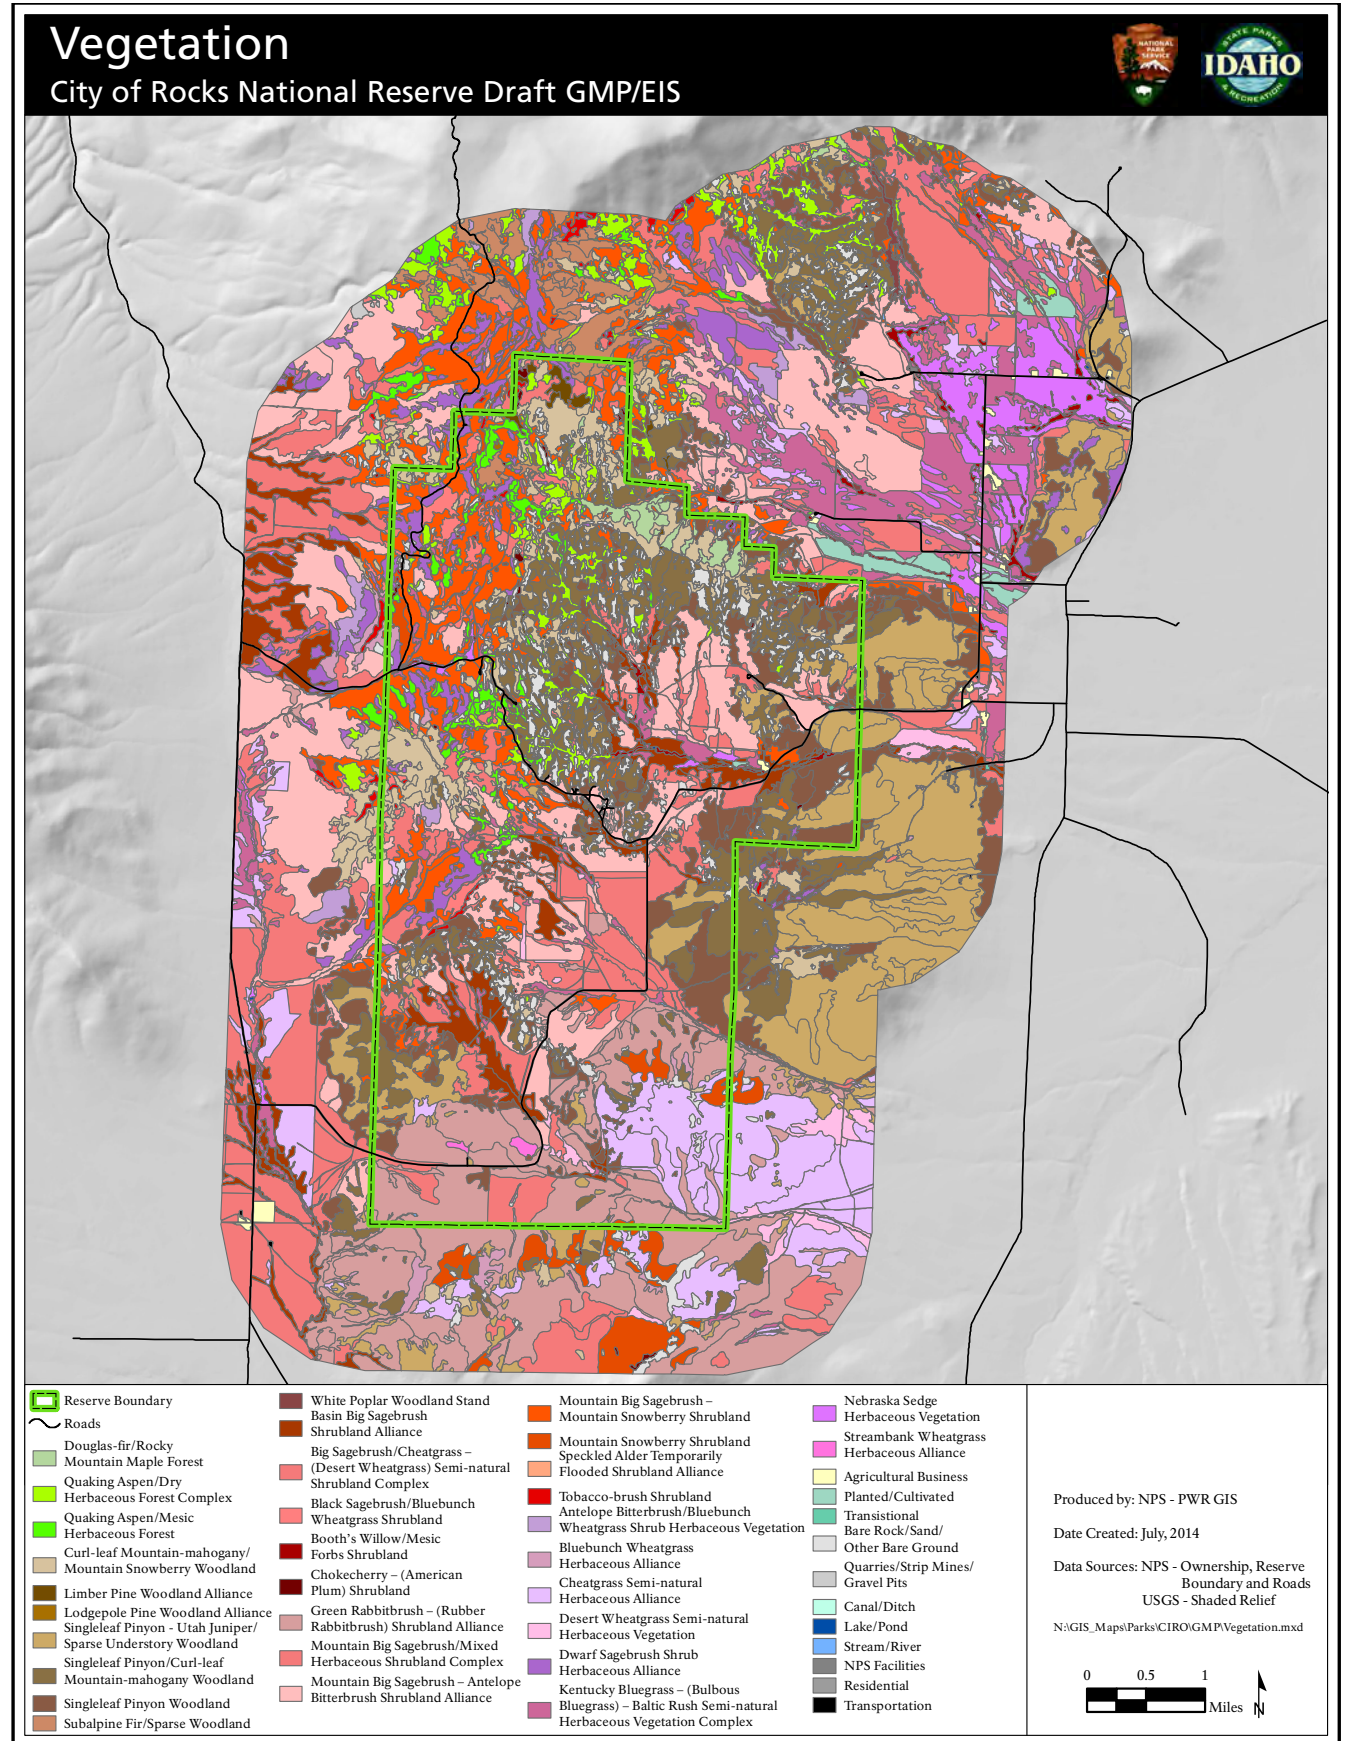 Vegetation
City of Rocks National Reserve Draft GMP/EIS
NATIONAL
PARK
SERVICE
STATE PARKS
IDAHO
& RECREATION
Reserve Boundary
Roads
Douglas-fir/Rocky
Mountain Maple Forest
Quaking Aspen/Dry
Herbaceous Forest Complex
Quaking Aspen/Mesic
Herbaceous Forest
Curl-leaf Mountain-mahogany/
Mountain Snowberry Woodland
Limber Pine Woodland Alliance
Lodgepole Pine Woodland Alliance
Singleleaf Pinyon - Utah Juniper/
Sparse Understory Woodland
Singleleaf Pinyon/Curl-leaf
Mountain-mahogany Woodland
Singleleaf Pinyon Woodland
Subalpine Fir/Sparse Woodland
White Poplar Woodland Stand
Basin Big Sagebrush
Shrubland Alliance
Big Sagebrush/Cheatgrass –
(Desert Wheatgrass) Semi-natural
Shrubland Complex
Black Sagebrush/Bluebunch
Wheatgrass Shrubland
Booth's Willow/Mesic
Forbs Shrubland
Chokecherry – (American
Plum) Shrubland
Green Rabbitbrush – (Rubber
Rabbitbrush) Shrubland Alliance
Mountain Big Sagebrush/Mixed
Herbaceous Shrubland Complex
Mountain Big Sagebrush – Antelope
Bitterbrush Shrubland Alliance
Mountain Big Sagebrush –
Mountain Snowberry Shrubland
Mountain Snowberry Shrubland
Speckled Alder Temporarily
Flooded Shrubland Alliance
Tobacco-brush Shrubland
Antelope Bitterbrush/Bluebunch
Wheatgrass Shrub Herbaceous Vegetation
Bluebunch Wheatgrass
Herbaceous Alliance
Cheatgrass Semi-natural
Herbaceous Alliance
Desert Wheatgrass Semi-natural
Herbaceous Vegetation
Dwarf Sagebrush Shrub
Herbaceous Alliance
Kentucky Bluegrass – (Bulbous
Bluegrass) – Baltic Rush Semi-natural
Herbaceous Vegetation Complex
Nebraska Sedge
Herbaceous Vegetation
Streambank Wheatgrass
Herbaceous Alliance
Agricultural Business
Planted/Cultivated
Transistional
Bare Rock/Sand/
Other Bare Ground
Quarries/Strip Mines/
Gravel Pits
Canal/Ditch
Lake/Pond
Stream/River
NPS Facilities
Residential
Transportation
Produced by: NPS - PWR GIS
Date Created: July, 2014
Data Sources: NPS - Ownership, Reserve
Boundary and Roads
USGS - Shaded Relief
N:\GIS_Maps\Parks\CIRO\GMP\Vegetation.mxd
0 0.5 1
Miles N